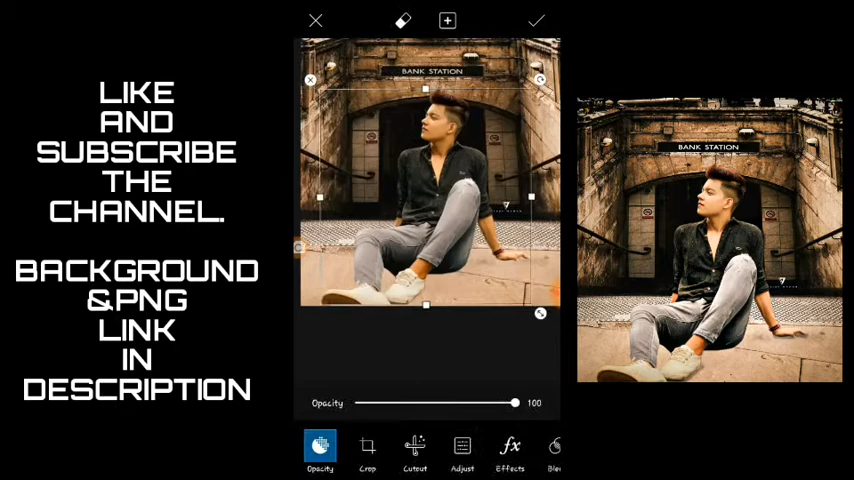 LIKE
AND
SUBSCRIBE
THE
CHANNEL.
BACKGROUND
&PNG
LINK
IN
DESCRIPTION
BANK STATION
BANK STATION
Opacity
100
Opacity
Crop
Cutout
Adjust
Effects
Ble